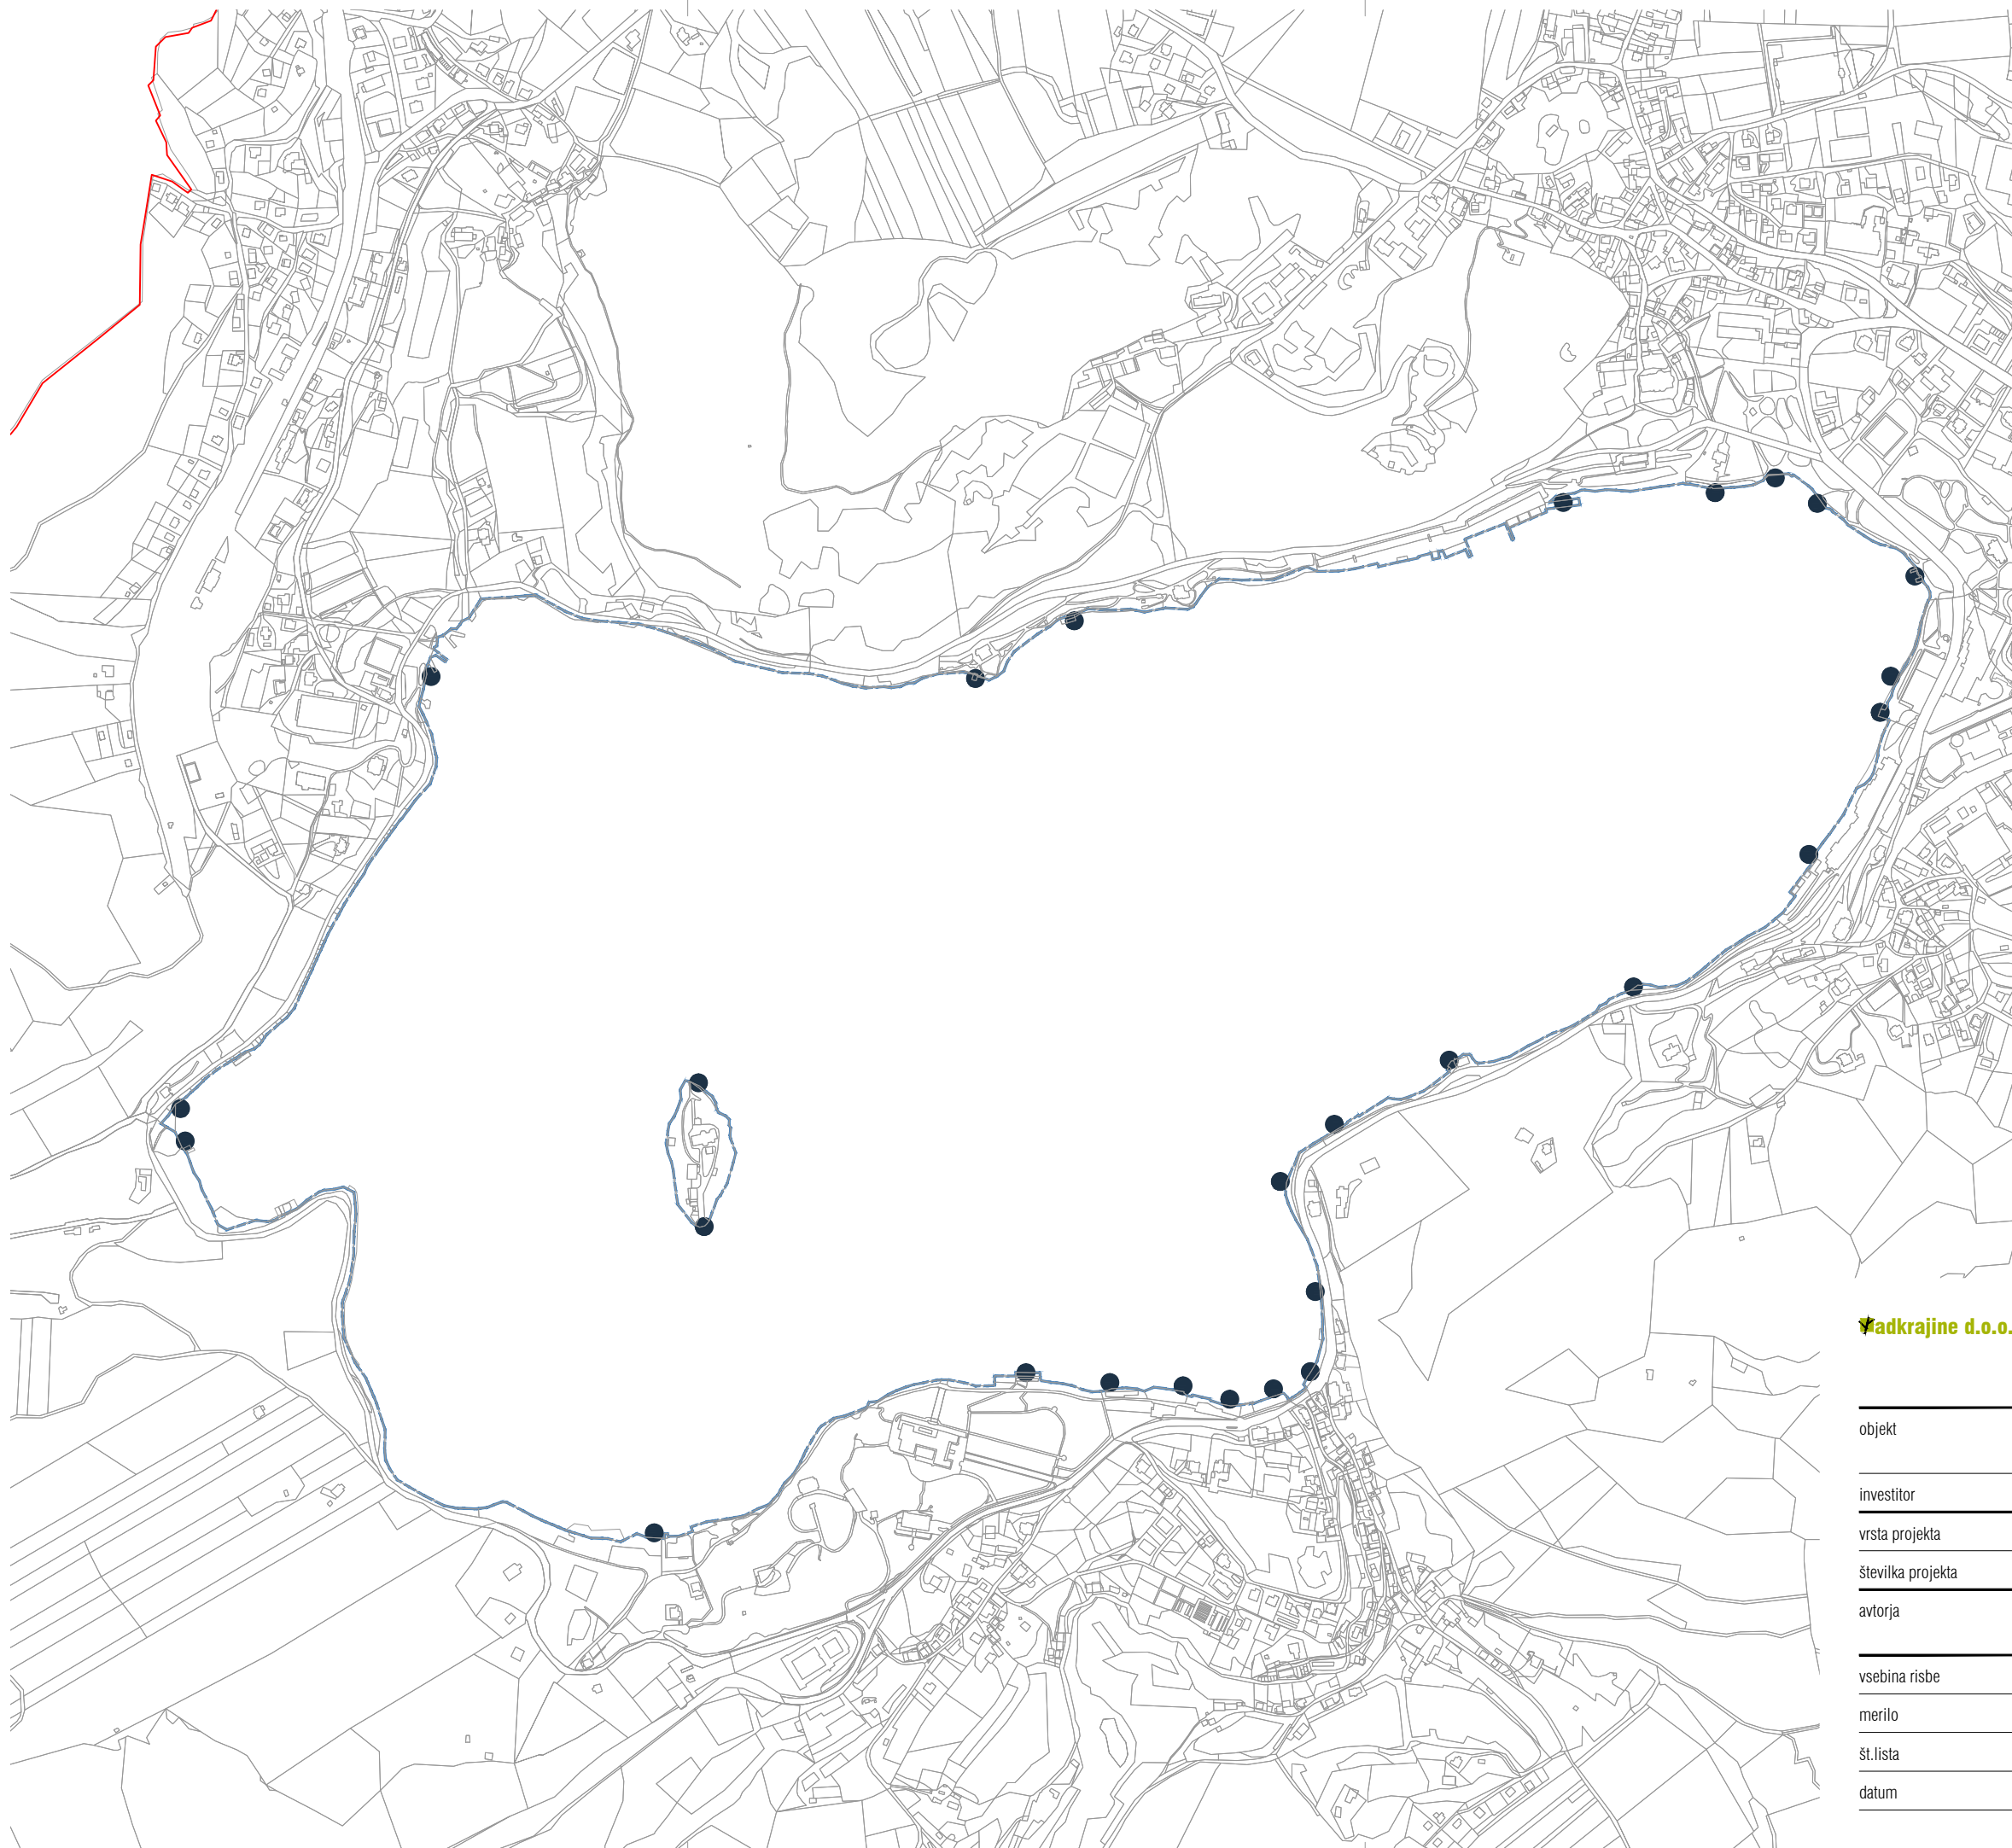 adkrajine d.o.o.
objekt
investitor
vrsta projekta
številka projekta
avtorja
vsebina risbe
merilo
št.lista
datum